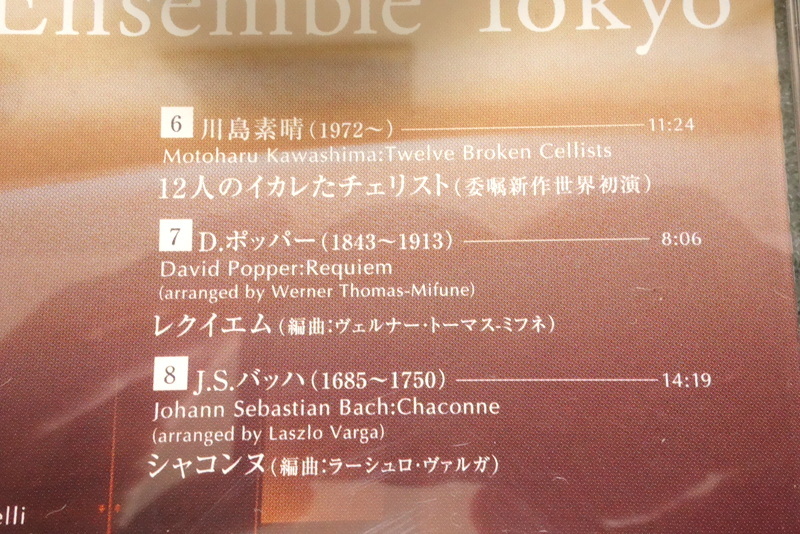 Ensemble Tokyo
6 川島素晴(1972〜) 11:24
Motoharu Kawashima:Twelve Broken Cellists
12人のイカレたチェリスト(委嘱新作世界初演)
7 D.ポッパー(1843〜1913) 8:06
David Popper:Requiem
(arranged by Werner Thomas-Mifune)
レクイエム(編曲:ヴェルナー・トーマス-ミフネ)
8 J.S.バッハ(1685〜1750) 14:19
Johann Sebastian Bach:Chaconne
(arranged by Laszlo Varga)
シャコンヌ(編曲:ラーシュロ・ヴァルガ)
elli